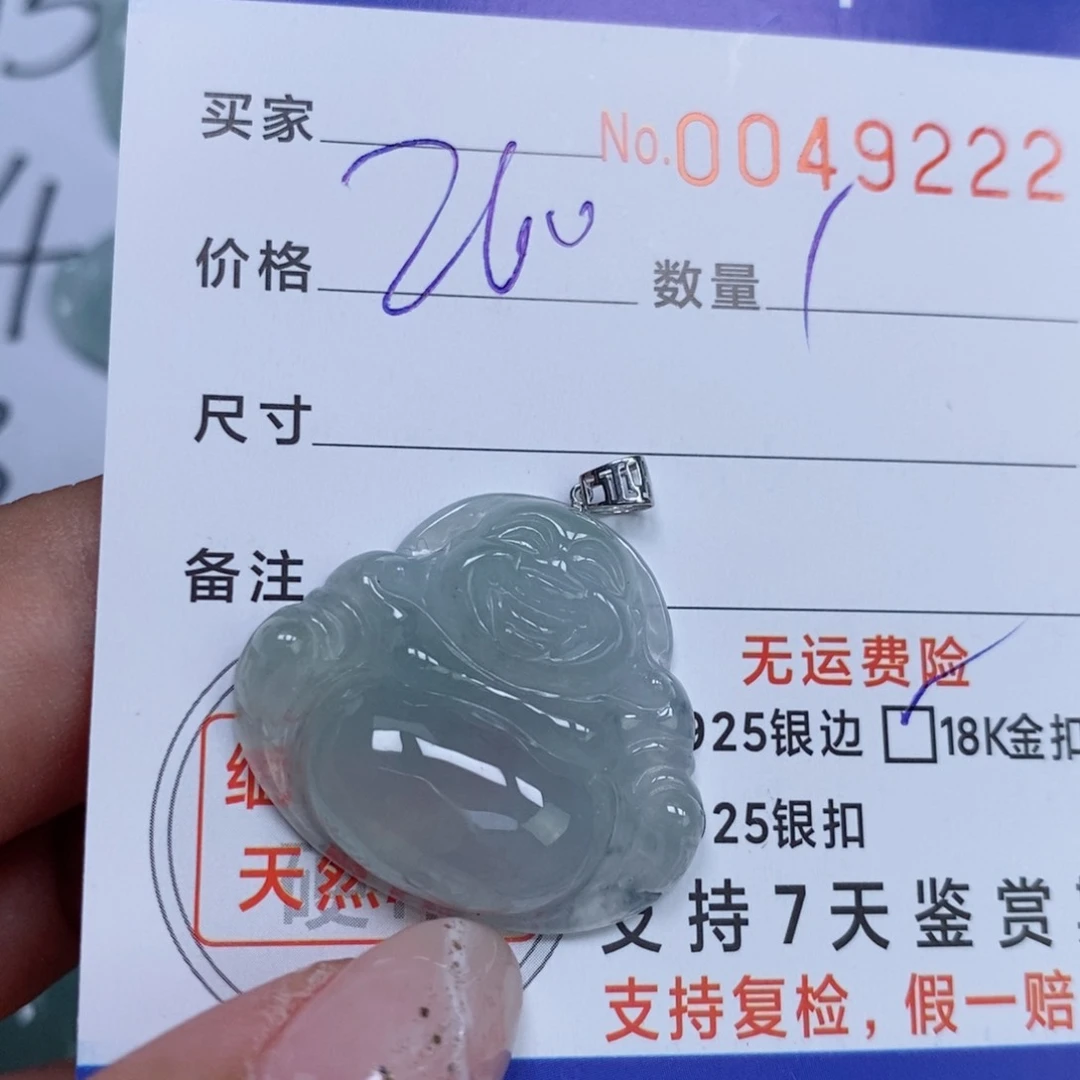 买家 No.0049222
价格 260 数量 1
尺寸
备注
无运费险
925银边 18K金扣
25银扣
天然
支持7天鉴赏
支持复检，假一赔